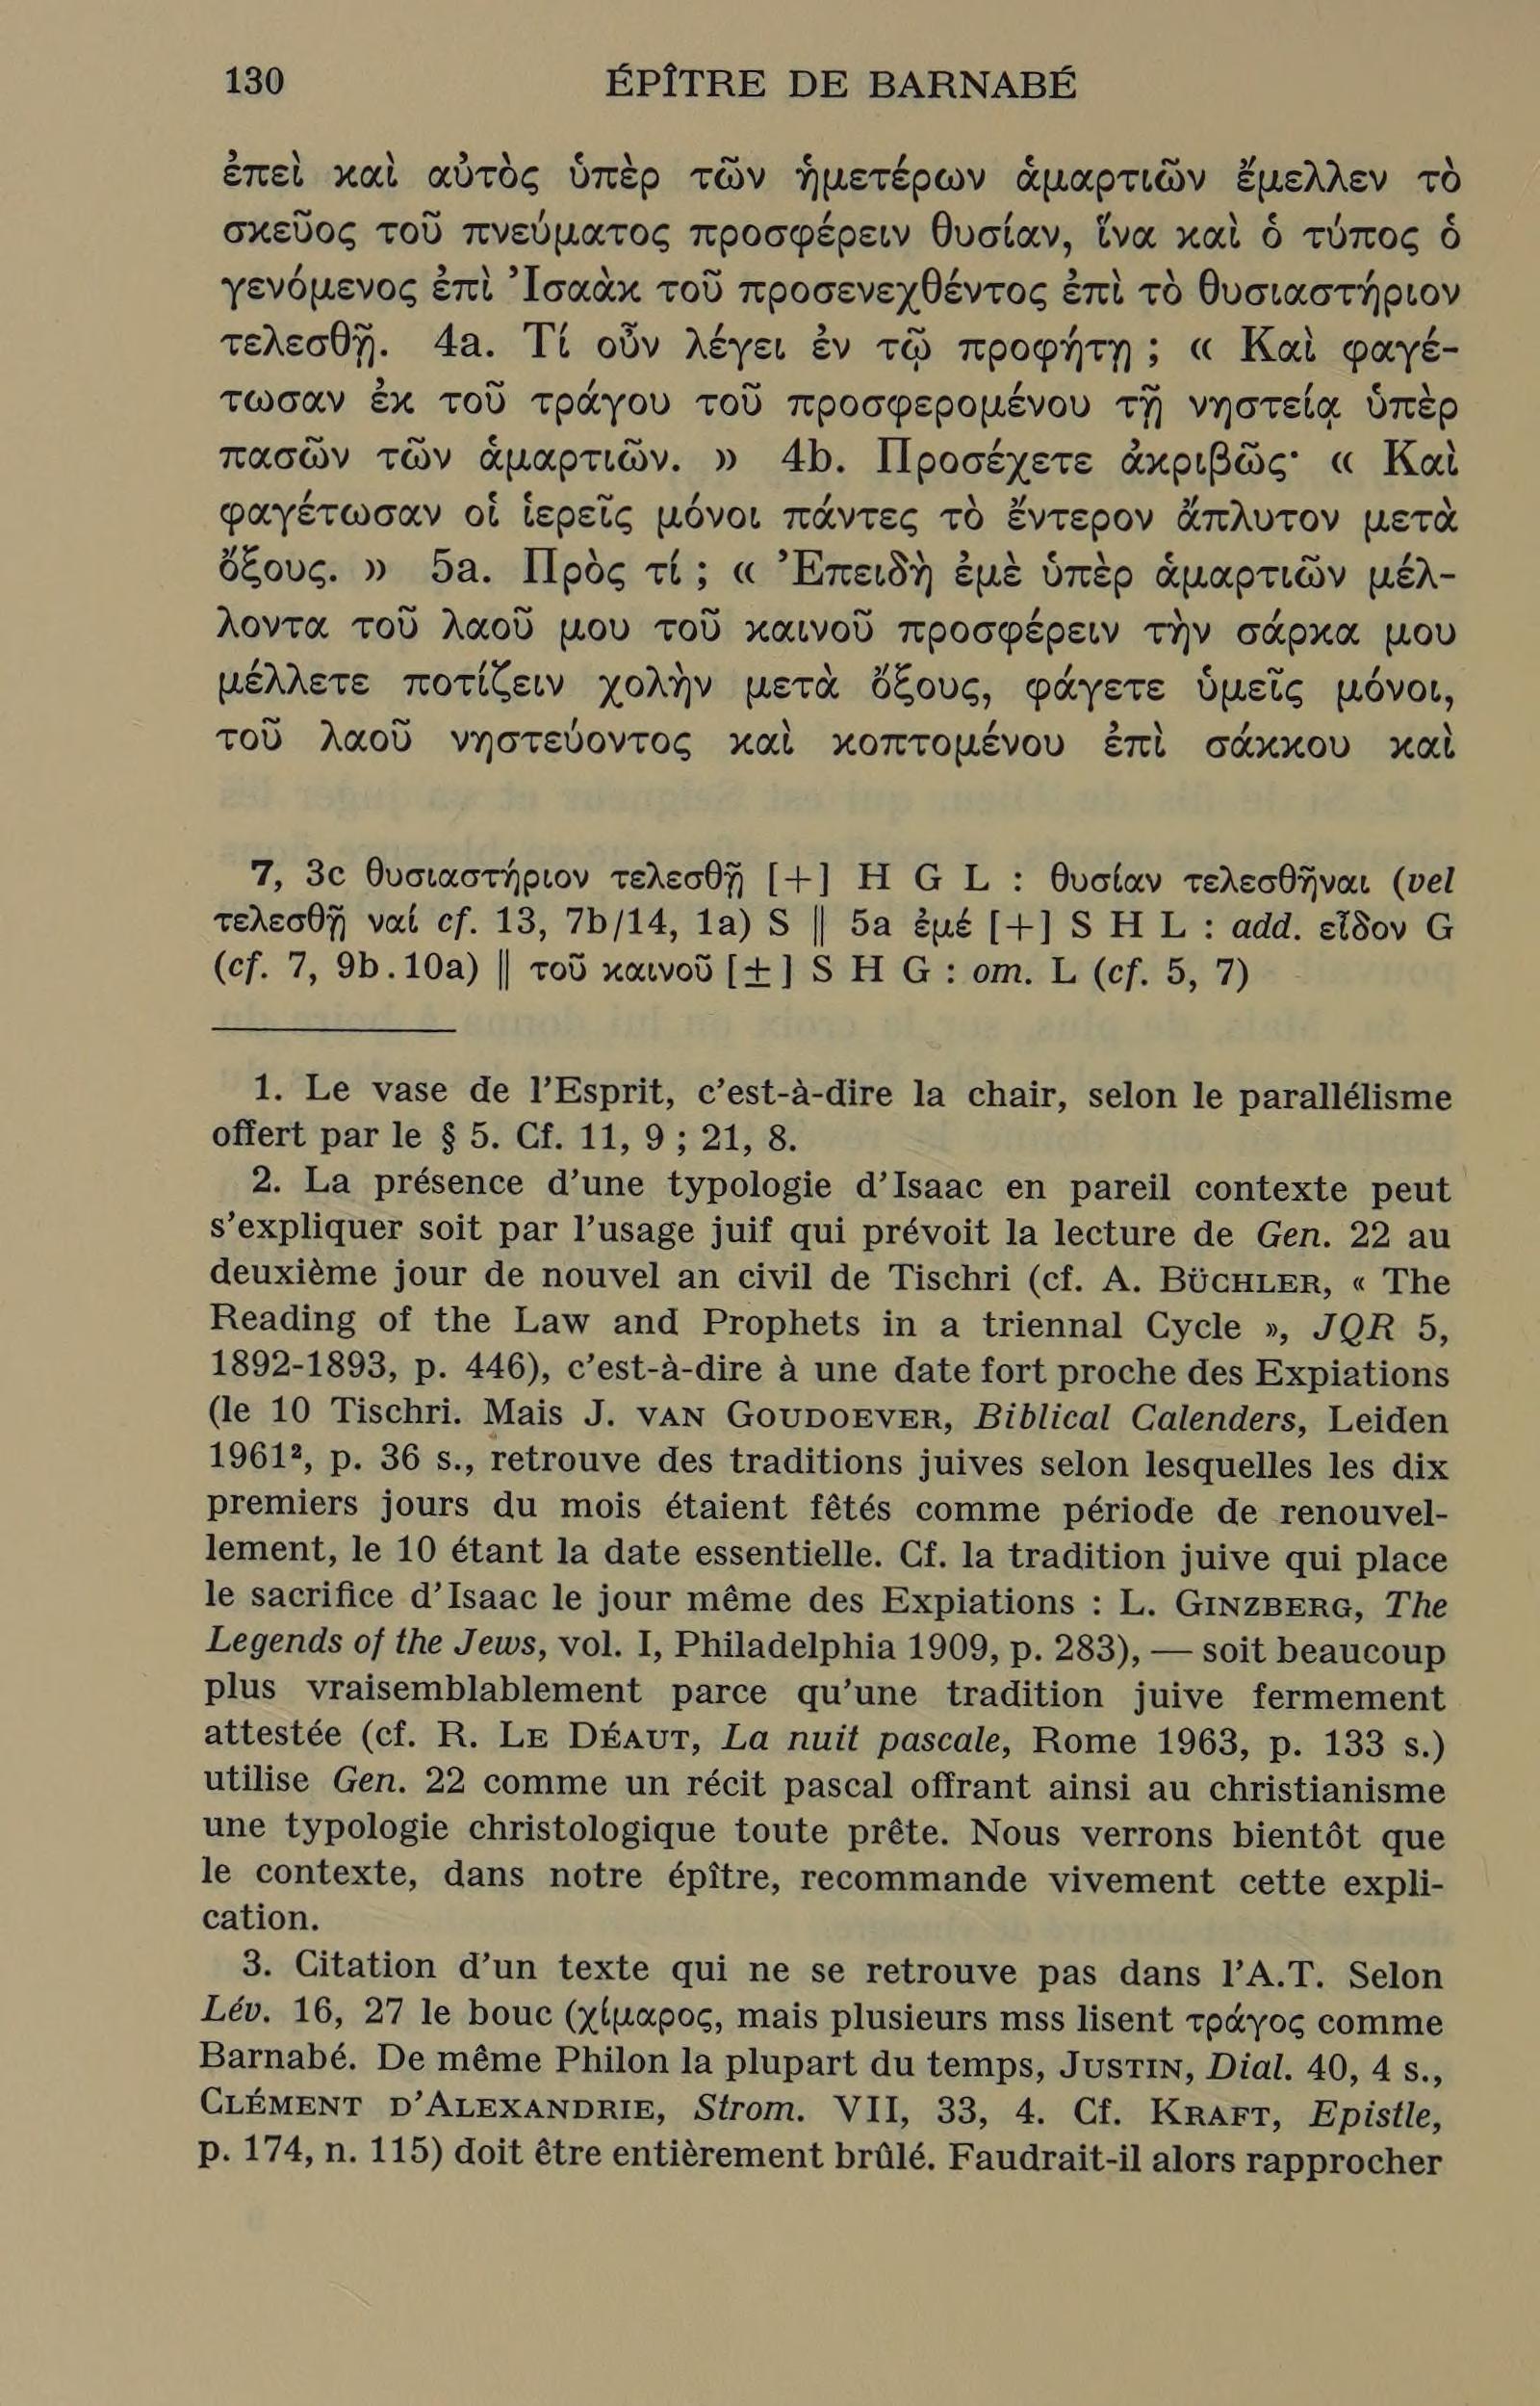 130 ÉPÎTRE DE BARNABÉ
ἐπεὶ καὶ αὐτὸς ὑπὲρ τῶν ἡμετέρων ἁμαρτιῶν ἔμελλεν τὸ
σκεῦος τοῦ πνεύματος προσφέρειν θυσίαν, ἵνα καὶ ὁ τύπος ὁ
γενόμενος ἐπὶ Ἰσαὰκ τοῦ προσενεχθέντος ἐπὶ τὸ θυσιαστήριον
τελεσθῇ. 4a. Τί οὖν λέγει ἐν τῷ προφήτῃ ; « Καὶ φαγέ-
τωσαν ἐκ τοῦ τράγου τοῦ προσφερομένου τῇ νηστείᾳ ὑπὲρ
πασῶν τῶν ἁμαρτιῶν. » 4b. Προσέχετε ἀκριβῶς· « Καὶ
φαγέτωσαν οἱ ἱερεῖς μόνοι πάντες τὸ ἔντερον ἄπλυτον μετὰ
ὄξους. » 5a. Πρὸς τί ; « Ἐπειδὴ ἐμὲ ὑπὲρ ἁμαρτιῶν μέλ-
λοντα τοῦ λαοῦ μου τοῦ καινοῦ προσφέρειν τὴν σάρκα μου
μέλλετε ποτίζειν χολὴν μετὰ ὄξους, φάγετε ὑμεῖς μόνοι,
τοῦ λαοῦ νηστεύοντος καὶ κοπτομένου ἐπὶ σάκκου καὶ
7, 3c θυσιαστήριον τελεσθῇ [+] H G L : θυσίαν τελεσθῆναι (vel
τελεσθῇ ναί cf. 13, 7b/14, 1a) S || 5a ἐμέ [+] S H L : add. εἶδον G
(cf. 7, 9b.10a) || τοῦ καινοῦ [±] S H G : om. L (cf. 5, 7)
1. Le vase de l'Esprit, c'est-à-dire la chair, selon le parallélisme
offert par le § 5. Cf. 11, 9 ; 21, 8.
2. La présence d'une typologie d'Isaac en pareil contexte peut
s'expliquer soit par l'usage juif qui prévoit la lecture de Gen. 22 au
deuxième jour de nouvel an civil de Tischri (cf. A. BÜCHLER, « The
Reading of the Law and Prophets in a triennal Cycle », JQR 5,
1892-1893, p. 446), c'est-à-dire à une date fort proche des Expiations
(le 10 Tischri. Mais J. VAN GOUDOEVER, Biblical Calenders, Leiden
1961², p. 36 s., retrouve des traditions juives selon lesquelles les dix
premiers jours du mois étaient fêtés comme période de renouvel-
lement, le 10 étant la date essentielle. Cf. la tradition juive qui place
le sacrifice d'Isaac le jour même des Expiations : L. GINZBERG, The
Legends of the Jews, vol. I, Philadelphia 1909, p. 283), — soit beaucoup
plus vraisemblablement parce qu'une tradition juive fermement
attestée (cf. R. LE DÉAUT, La nuit pascale, Rome 1963, p. 133 s.)
utilise Gen. 22 comme un récit pascal offrant ainsi au christianisme
une typologie christologique toute prête. Nous verrons bientôt que
le contexte, dans notre épître, recommande vivement cette expli-
cation.
3. Citation d'un texte qui ne se retrouve pas dans l'A.T. Selon
Lév. 16, 27 le bouc (χίμαρος, mais plusieurs mss lisent τράγος comme
Barnabé. De même Philon la plupart du temps, JUSTIN, Dial. 40, 4 s.,
CLÉMENT D'ALEXANDRIE, Strom. VII, 33, 4. Cf. KRAFT, Epistle,
p. 174, n. 115) doit être entièrement brûlé. Faudrait-il alors rapprocher